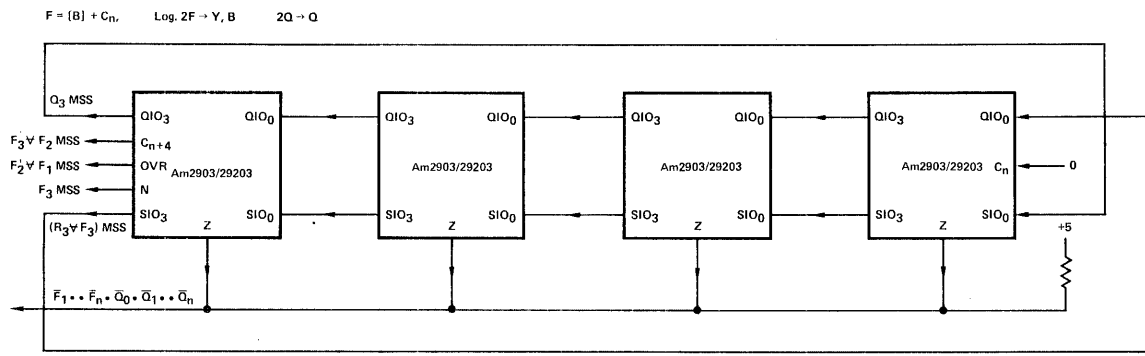 F = [B] + Cn, Log. 2F → Y, B 2Q → Q
Q3 MSS
QIO3 QIO0 QIO3 QIO0 QIO3 QIO0 QIO3 QIO0
F3 ∀ F2 MSS
Cn+4
F2 ∀ F1 MSS
OVR
Am2903/29203 Am2903/29203 Am2903/29203 Am2903/29203
Cn 0
F3 MSS
N
SIO3 SIO0 SIO3 SIO0 SIO3 SIO0 SIO3 SIO0
(R3 ∀ F3) MSS
Z Z Z Z
+5
F̅1 • • F̅n • Q̅0 • Q̅1 • • Q̅n